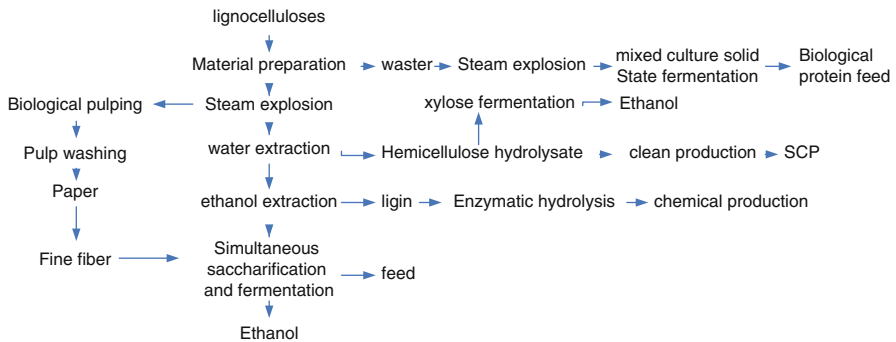 lignocelluloses
Material preparation
waster
Steam explosion
mixed culture solid
State fermentation
Biological
protein feed
Biological pulping
Steam explosion
xylose fermentation
Ethanol
Pulp washing
water extraction
Hemicellulose hydrolysate
clean production
SCP
Paper
ethanol extraction
ligin
Enzymatic hydrolysis
chemical production
Fine fiber
Simultaneous
saccharification
and fermentation
feed
Ethanol